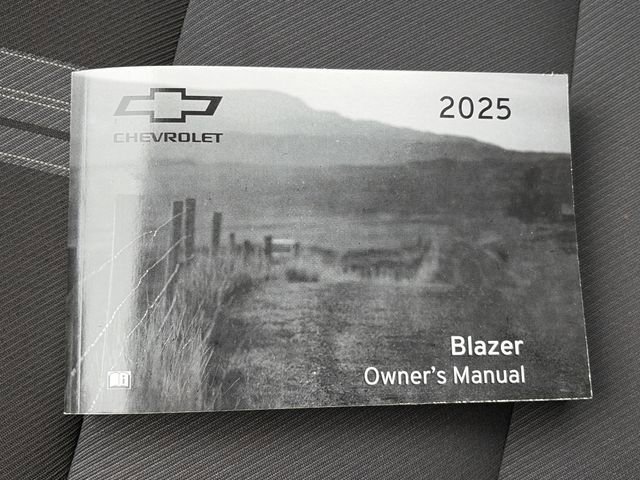 CHEVROLET
2025
Blazer
Owner's Manual